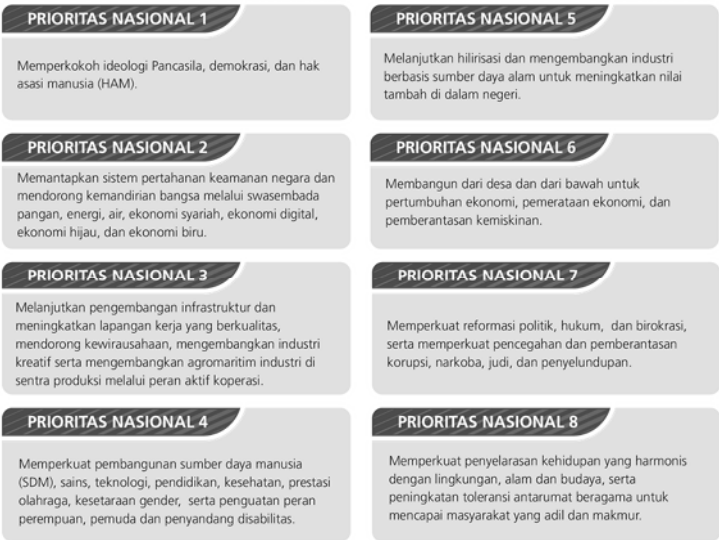 PRIORITAS NASIONAL 1
Memperkokoh ideologi Pancasila, demokrasi, dan hak
asasi manusia (HAM).
PRIORITAS NASIONAL 2
Memantapkan sistem pertahanan keamanan negara dan
mendorong kemandirian bangsa melalui swasembada
pangan, energi, air, ekonomi syariah, ekonomi digital,
ekonomi hijau, dan ekonomi biru.
PRIORITAS NASIONAL 3
Melanjutkan pengembangan infrastruktur dan
meningkatkan lapangan kerja yang berkualitas,
mendorong kewirausahaan, mengembangkan industri
kreatif serta mengembangkan agromaritim industri di
sentra produksi melalui peran aktif koperasi.
PRIORITAS NASIONAL 4
Memperkuat pembangunan sumber daya manusia
(SDM), sains, teknologi, pendidikan, kesehatan, prestasi
olahraga, kesetaraan gender, serta penguatan peran
perempuan, pemuda dan penyandang disabilitas.
PRIORITAS NASIONAL 5
Melanjutkan hilirisasi dan mengembangkan industri
berbasis sumber daya alam untuk meningkatkan nilai
tambah di dalam negeri.
PRIORITAS NASIONAL 6
Membangun dari desa dan dari bawah untuk
pertumbuhan ekonomi, pemerataan ekonomi, dan
pemberantasan kemiskinan.
PRIORITAS NASIONAL 7
Memperkuat reformasi politik, hukum, dan birokrasi,
serta memperkuat pencegahan dan pemberantasan
korupsi, narkoba, judi, dan penyelundupan.
PRIORITAS NASIONAL 8
Memperkuat penyelarasan kehidupan yang harmonis
dengan lingkungan, alam dan budaya, serta
peningkatan toleransi antarumat beragama untuk
mencapai masyarakat yang adil dan makmur.